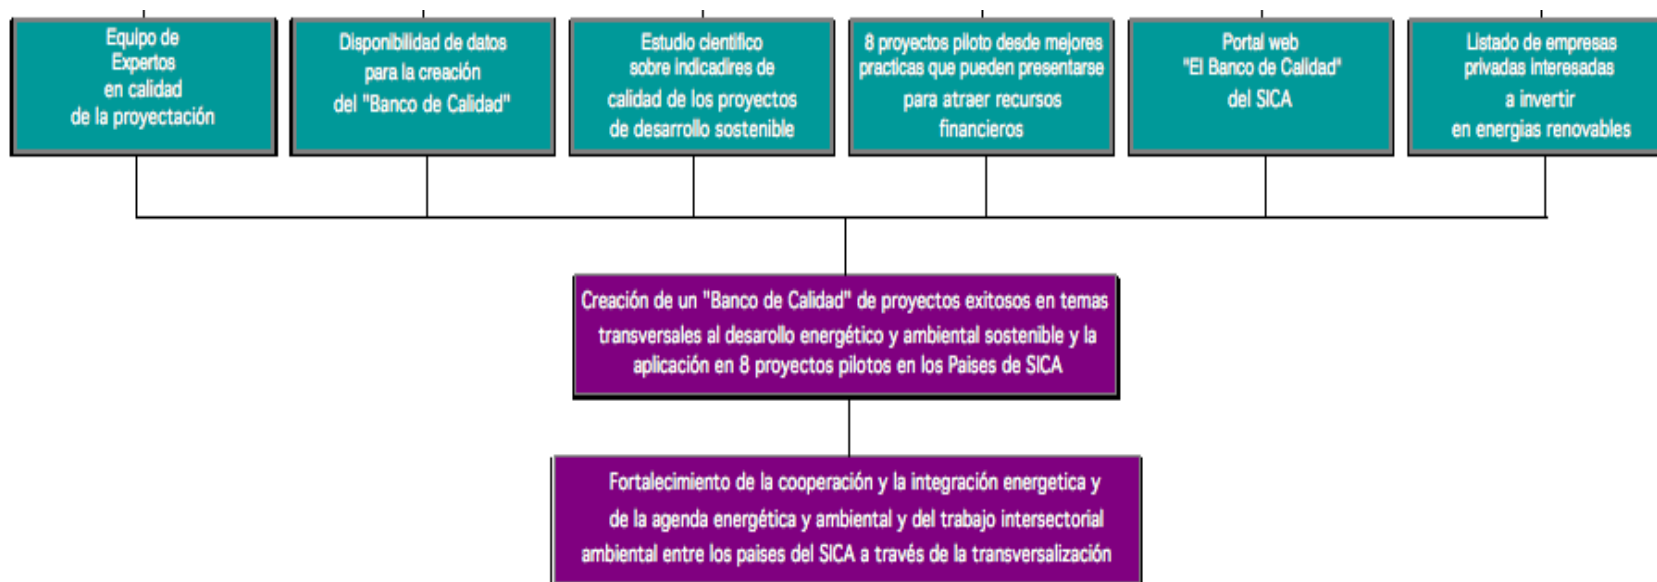 Equipo de
Expertos
en calidad
de la proyectación
Disponibilidad de datos
para la creación
del "Banco de Calidad"
Estudio cientifico
sobre indicadires de
calidad de los proyectos
de desarrollo sostenible
8 proyectos piloto desde mejores
practicas que pueden presentarse
para atraer recursos
financieros
Portal web
"El Banco de Calidad"
del SICA
Listado de empresas
privadas interesadas
a invertir
en energias renovables
Creación de un "Banco de Calidad" de proyectos exitosos en temas
transversales al desarollo energético y ambiental sostenible y la
aplicación en 8 proyectos pilotos en los Paises de SICA
Fortalecimiento de la cooperación y la integración energetica y
de la agenda energética y ambiental y del trabajo intersectorial
ambiental entre los paises del SICA a través de la transversalización